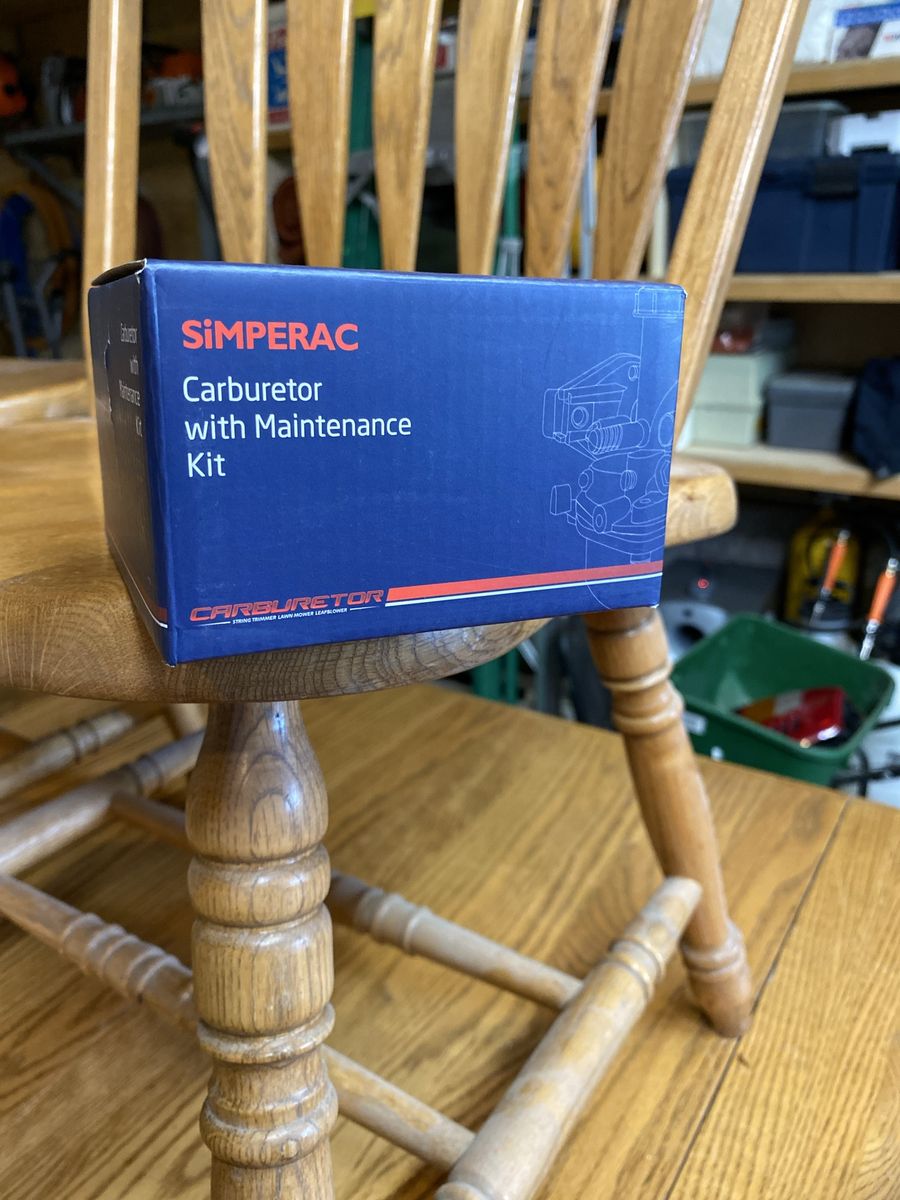 SiMPERAC
Carburetor
with Maintenance
Kit
CARBURETOR
STRING TRIMMER LAWN MOWER LEAFBLOWER
Carburetor
with
Maintenance
Kit